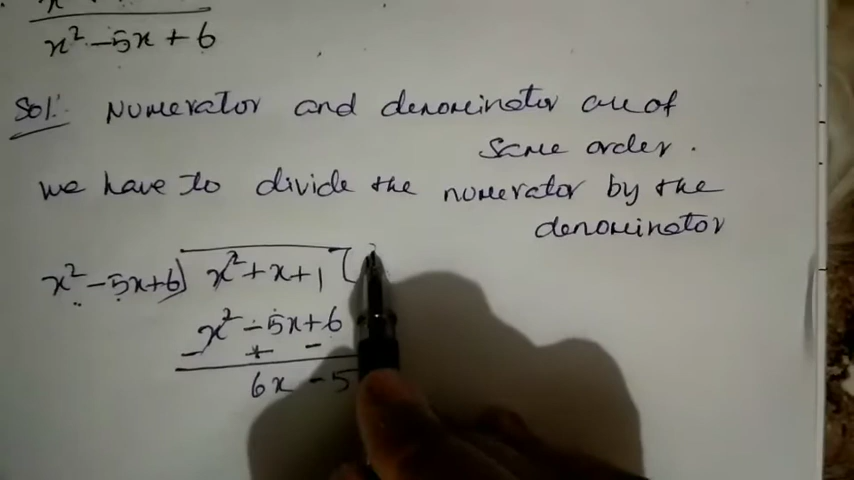 x² - 5x + 6
Sol:- Numerator and denominator are of
same order.
we have to divide the numerator by the
denominator
x² - 5x + 6) x² + x + 1 (
x² - 5x + 6
- + -
6x - 5